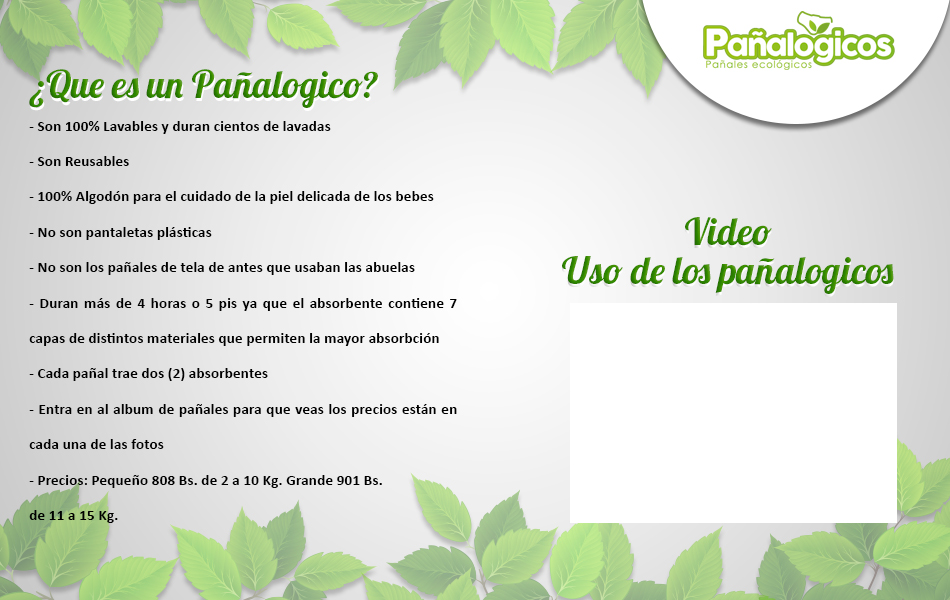 Pañalogicos
Pañales ecológicos
¿Que es un Pañalogico?
- Son 100% Lavables y duran cientos de lavadas
- Son Reusables
- 100% Algodón para el cuidado de la piel delicada de los bebes
- No son pantaletas plásticas
- No son los pañales de tela de antes que usaban las abuelas
- Duran más de 4 horas o 5 pis ya que el absorbente contiene 7
capas de distintos materiales que permiten la mayor absorbción
- Cada pañal trae dos (2) absorbentes
- Entra en al album de pañales para que veas los precios están en
cada una de las fotos
- Precios: Pequeño 808 Bs. de 2 a 10 Kg. Grande 901 Bs.
de 11 a 15 Kg.
Video
Uso de los pañalogicos